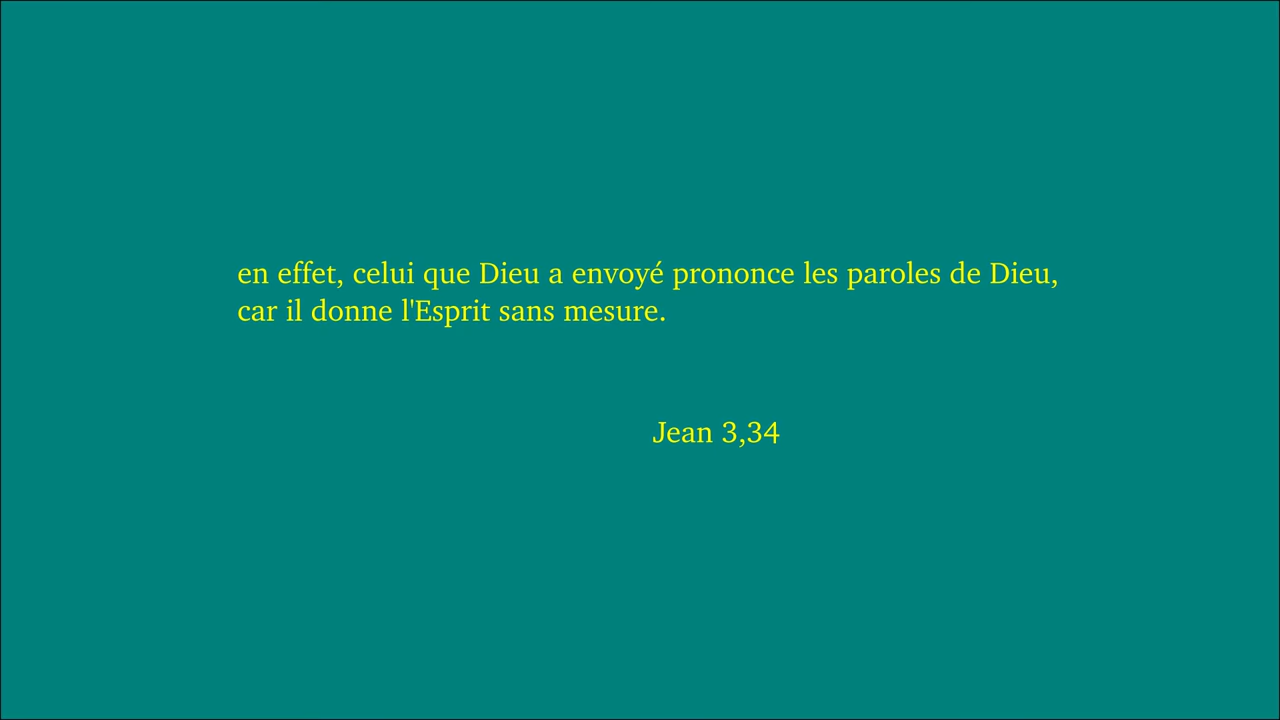 en effet, celui que Dieu a envoyé prononce les paroles de Dieu,
car il donne l'Esprit sans mesure.
Jean 3,34